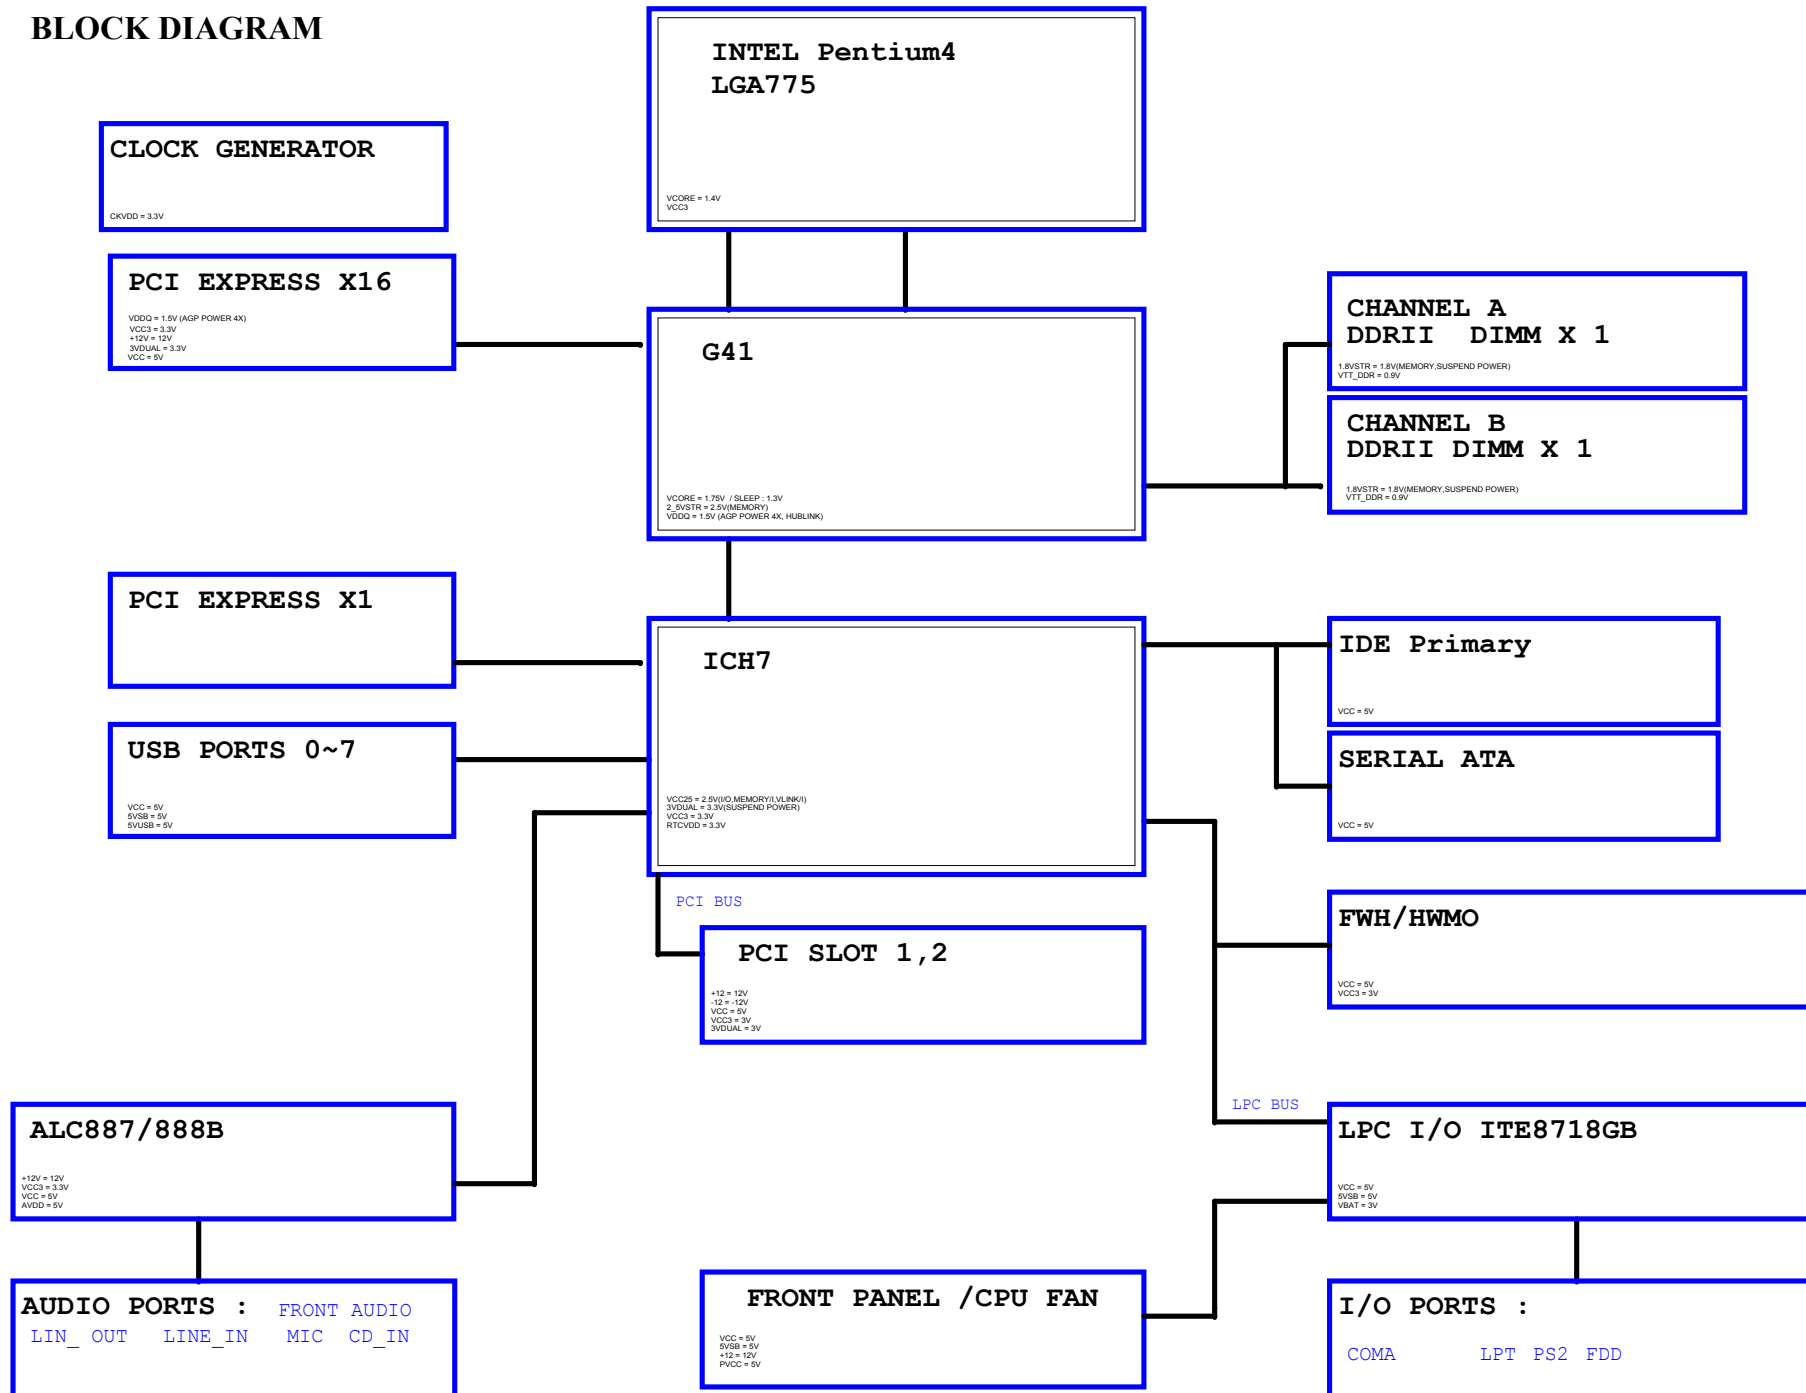 BLOCK DIAGRAM
INTEL Pentium4
LGA775
VCORE = 1.4V
VCC3
CLOCK GENERATOR
CKVDD = 3.3V
PCI EXPRESS X16
VDDQ = 1.5V (AGP POWER 4X)
VCC3 = 3.3V
+12V = 12V
3VDUAL = 3.3V
VCC = 5V
G41
VCORE = 1.75V / SLEEP : 1.3V
2_5VSTR = 2.5V(MEMORY)
VDDQ = 1.5V (AGP POWER 4X, HUBLINK)
CHANNEL A
DDRII DIMM X 1
1.8VSTR = 1.8V(MEMORY,SUSPEND POWER)
VTT_DDR = 0.9V
CHANNEL B
DDRII DIMM X 1
1.8VSTR = 1.8V(MEMORY,SUSPEND POWER)
VTT_DDR = 0.9V
PCI EXPRESS X1
USB PORTS 0~7
VCC = 5V
5VSB = 5V
5VUSB = 5V
ICH7
VCC25 = 2.5V(I/O,MEMORY/I,VLINK/I)
3VDUAL = 3.3V(SUSPEND POWER)
VCC3 = 3.3V
RTCVDD = 3.3V
IDE Primary
VCC = 5V
SERIAL ATA
VCC = 5V
PCI BUS
PCI SLOT 1,2
+12 = 12V
-12 = -12V
VCC = 5V
VCC3 = 3V
3VDUAL = 3V
FWH/HWMO
VCC = 5V
VCC3 = 3V
LPC BUS
LPC I/O ITE8718GB
VCC = 5V
5VSB = 5V
VBAT = 3V
ALC887/888B
+12V = 12V
VCC3 = 3.3V
VCC = 5V
AVDD = 5V
AUDIO PORTS : FRONT AUDIO
LIN_ OUT LINE_IN MIC CD_IN
FRONT PANEL /CPU FAN
VCC = 5V
5VSB = 5V
+12 = 12V
PVCC = 5V
I/O PORTS :
COMA LPT PS2 FDD